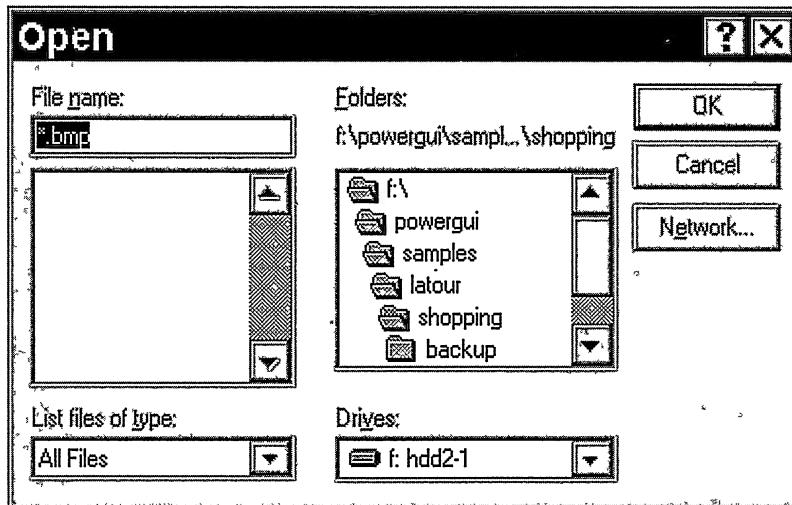 Open
File name:
*.bmp
Folders:
f:\powergui\sampl...\shopping
f:\
powergui
samples
latour
shopping
backup
OK
Cancel
Network...
List files of type:
All Files
Drives:
f: hdd2-1